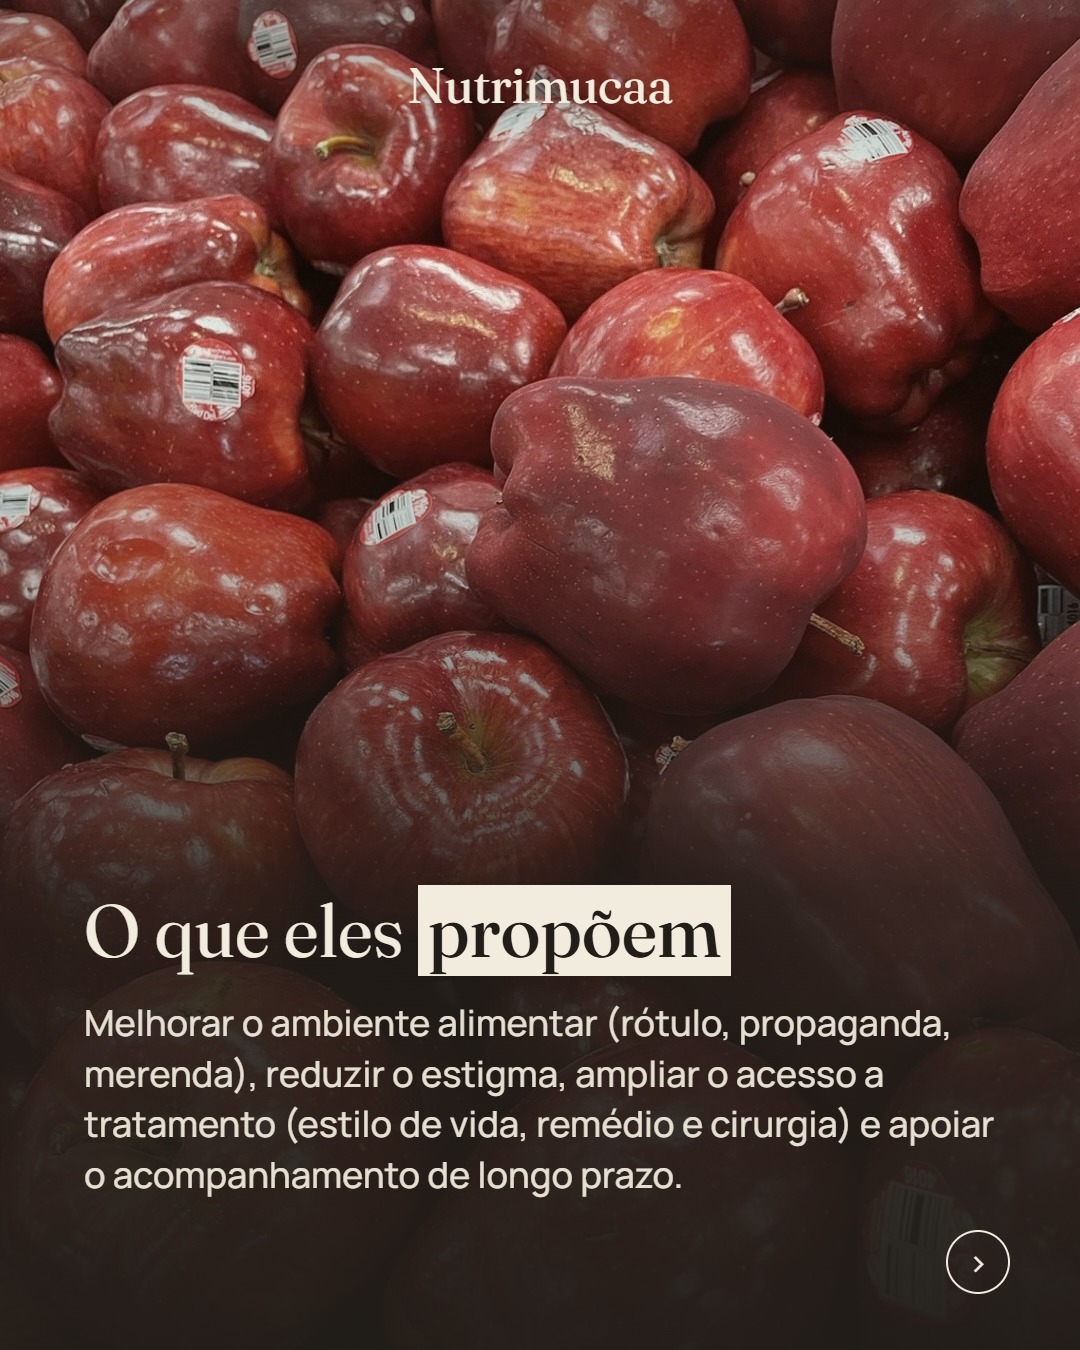 Nutrimucaa
O que eles propõem
Melhorar o ambiente alimentar (rótulo, propaganda,
merenda), reduzir o estigma, ampliar o acesso a
tratamento (estilo de vida, remédio e cirurgia) e apoiar
o acompanhamento de longo prazo.